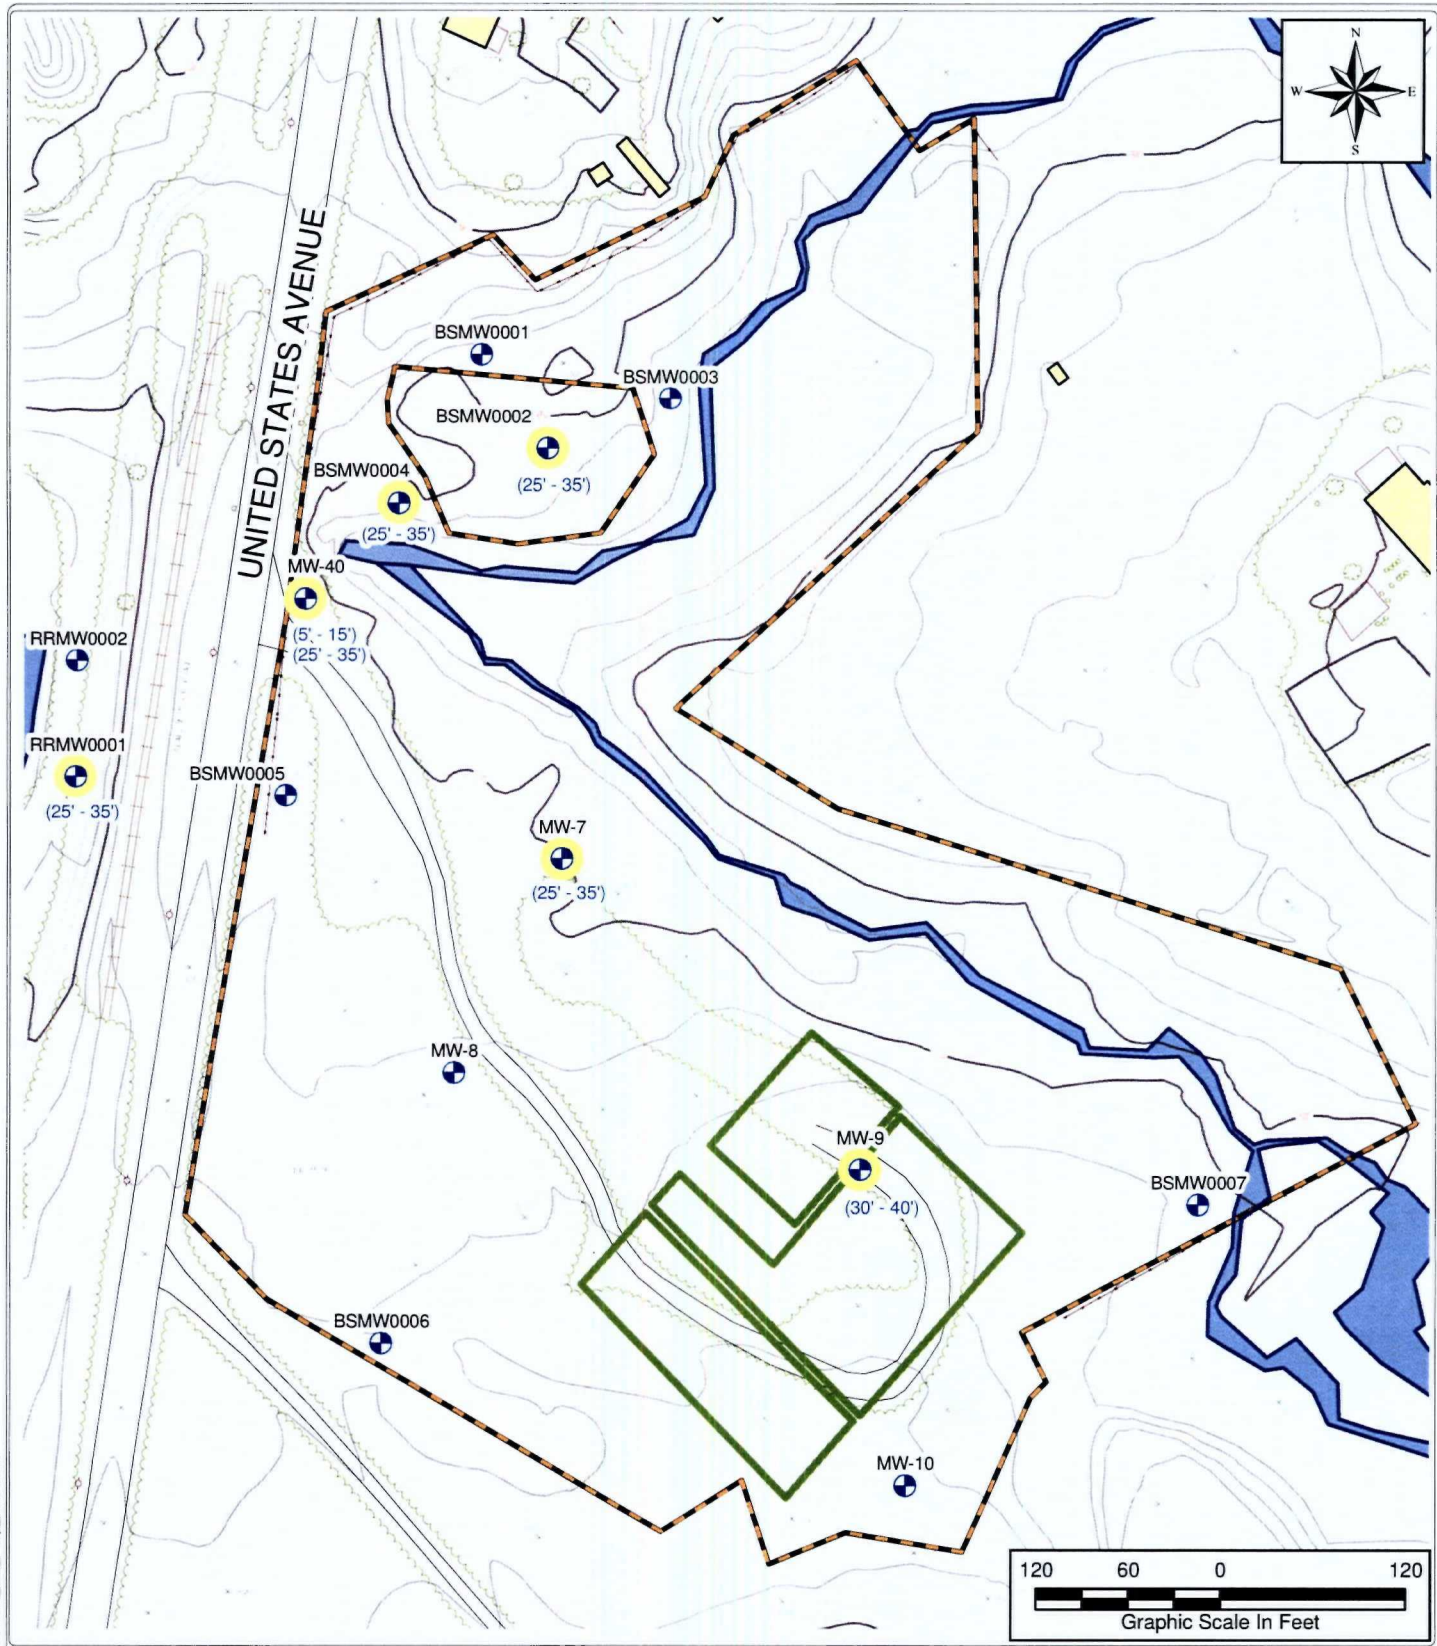 N
W E
S
UNITED STATES AVENUE
BSMW0001
BSMW0003
BSMW0002
(25' - 35')
BSMW0004
(25' - 35')
MW-40
(5' - 15')
(25' - 35')
RRMW0002
RRMW0001
(25' - 35')
BSMW0005
MW-7
(25' - 35')
MW-8
MW-9
(30' - 40')
BSMW0007
BSMW0006
MW-10
120 60 0 120
Graphic Scale In Feet